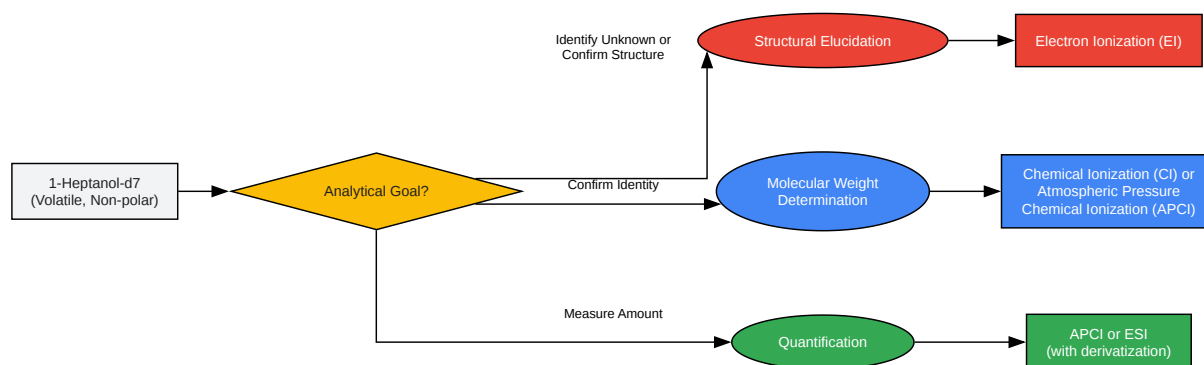 1-Heptanol-d7
(Volatile, Non-polar)
Analytical Goal?
Identify Unknown or
Confirm Structure
Structural Elucidation
Electron Ionization (EI)
Confirm Identity
Molecular Weight
Determination
Chemical Ionization (CI) or
Atmospheric Pressure
Chemical Ionization (APCI)
Measure Amount
Quantification
APCI or ESI
(with derivatization)